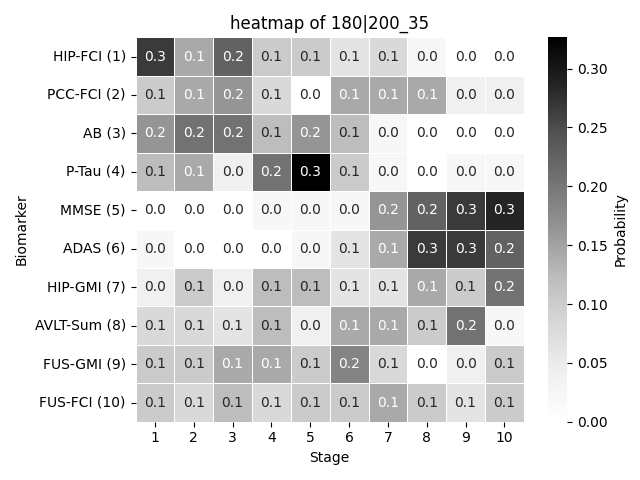 heatmap of 180|200_35
HIP-FCI (1) 0.3 0.1 0.2 0.1 0.1 0.1 0.1 0.0 0.0 0.0
PCC-FCI (2) 0.1 0.1 0.2 0.1 0.0 0.1 0.1 0.1 0.0 0.0
AB (3) 0.2 0.2 0.2 0.1 0.2 0.1 0.0 0.0 0.0 0.0
P-Tau (4) 0.1 0.1 0.0 0.2 0.3 0.1 0.0 0.0 0.0 0.0
MMSE (5) 0.0 0.0 0.0 0.0 0.0 0.0 0.2 0.2 0.3 0.3
ADAS (6) 0.0 0.0 0.0 0.0 0.0 0.1 0.1 0.3 0.3 0.2
HIP-GMI (7) 0.0 0.1 0.0 0.1 0.1 0.1 0.1 0.1 0.1 0.2
AVLT-Sum (8) 0.1 0.1 0.1 0.1 0.0 0.1 0.1 0.1 0.2 0.0
FUS-GMI (9) 0.1 0.1 0.1 0.1 0.1 0.2 0.1 0.0 0.0 0.1
FUS-FCI (10) 0.1 0.1 0.1 0.1 0.1 0.1 0.1 0.1 0.1 0.1
1 2 3 4 5 6 7 8 9 10
Stage
Biomarker
0.30
0.25
0.20
0.15
0.10
0.05
0.00
Probability